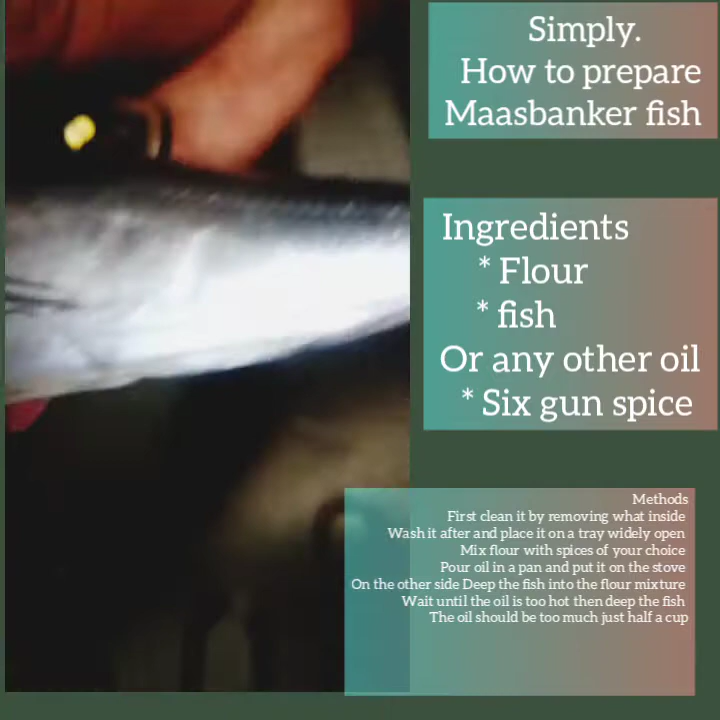 Simply.
How to prepare
Maasbanker fish
Ingredients
* Flour
* fish
Or any other oil
* Six gun spice
Methods
First clean it by removing what inside
Wash it after and place it on a tray widely open
Mix flour with spices of your choice
Pour oil in a pan and put it on the stove
On the other side Deep the fish into the flour mixture
Wait until the oil is too hot then deep the fish
The oil should be too much just half a cup